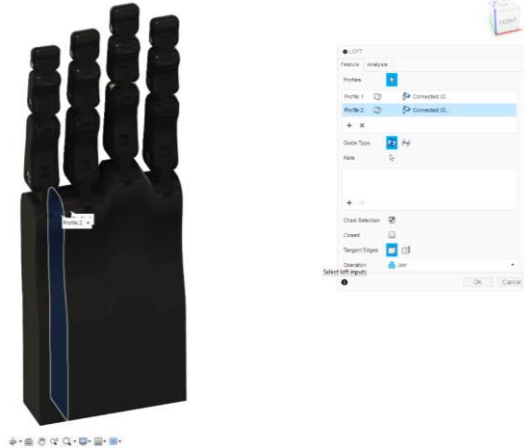 FRONT
LOFT
Feature Analysis
Profiles
Profile 1 Connected (G...
Profile 2 Connected (G...
Profile 2
Guide Type
Rails
Chain Selection
Closed
Tangent Edges
Operation Join
Select loft inputs
OK Cancel